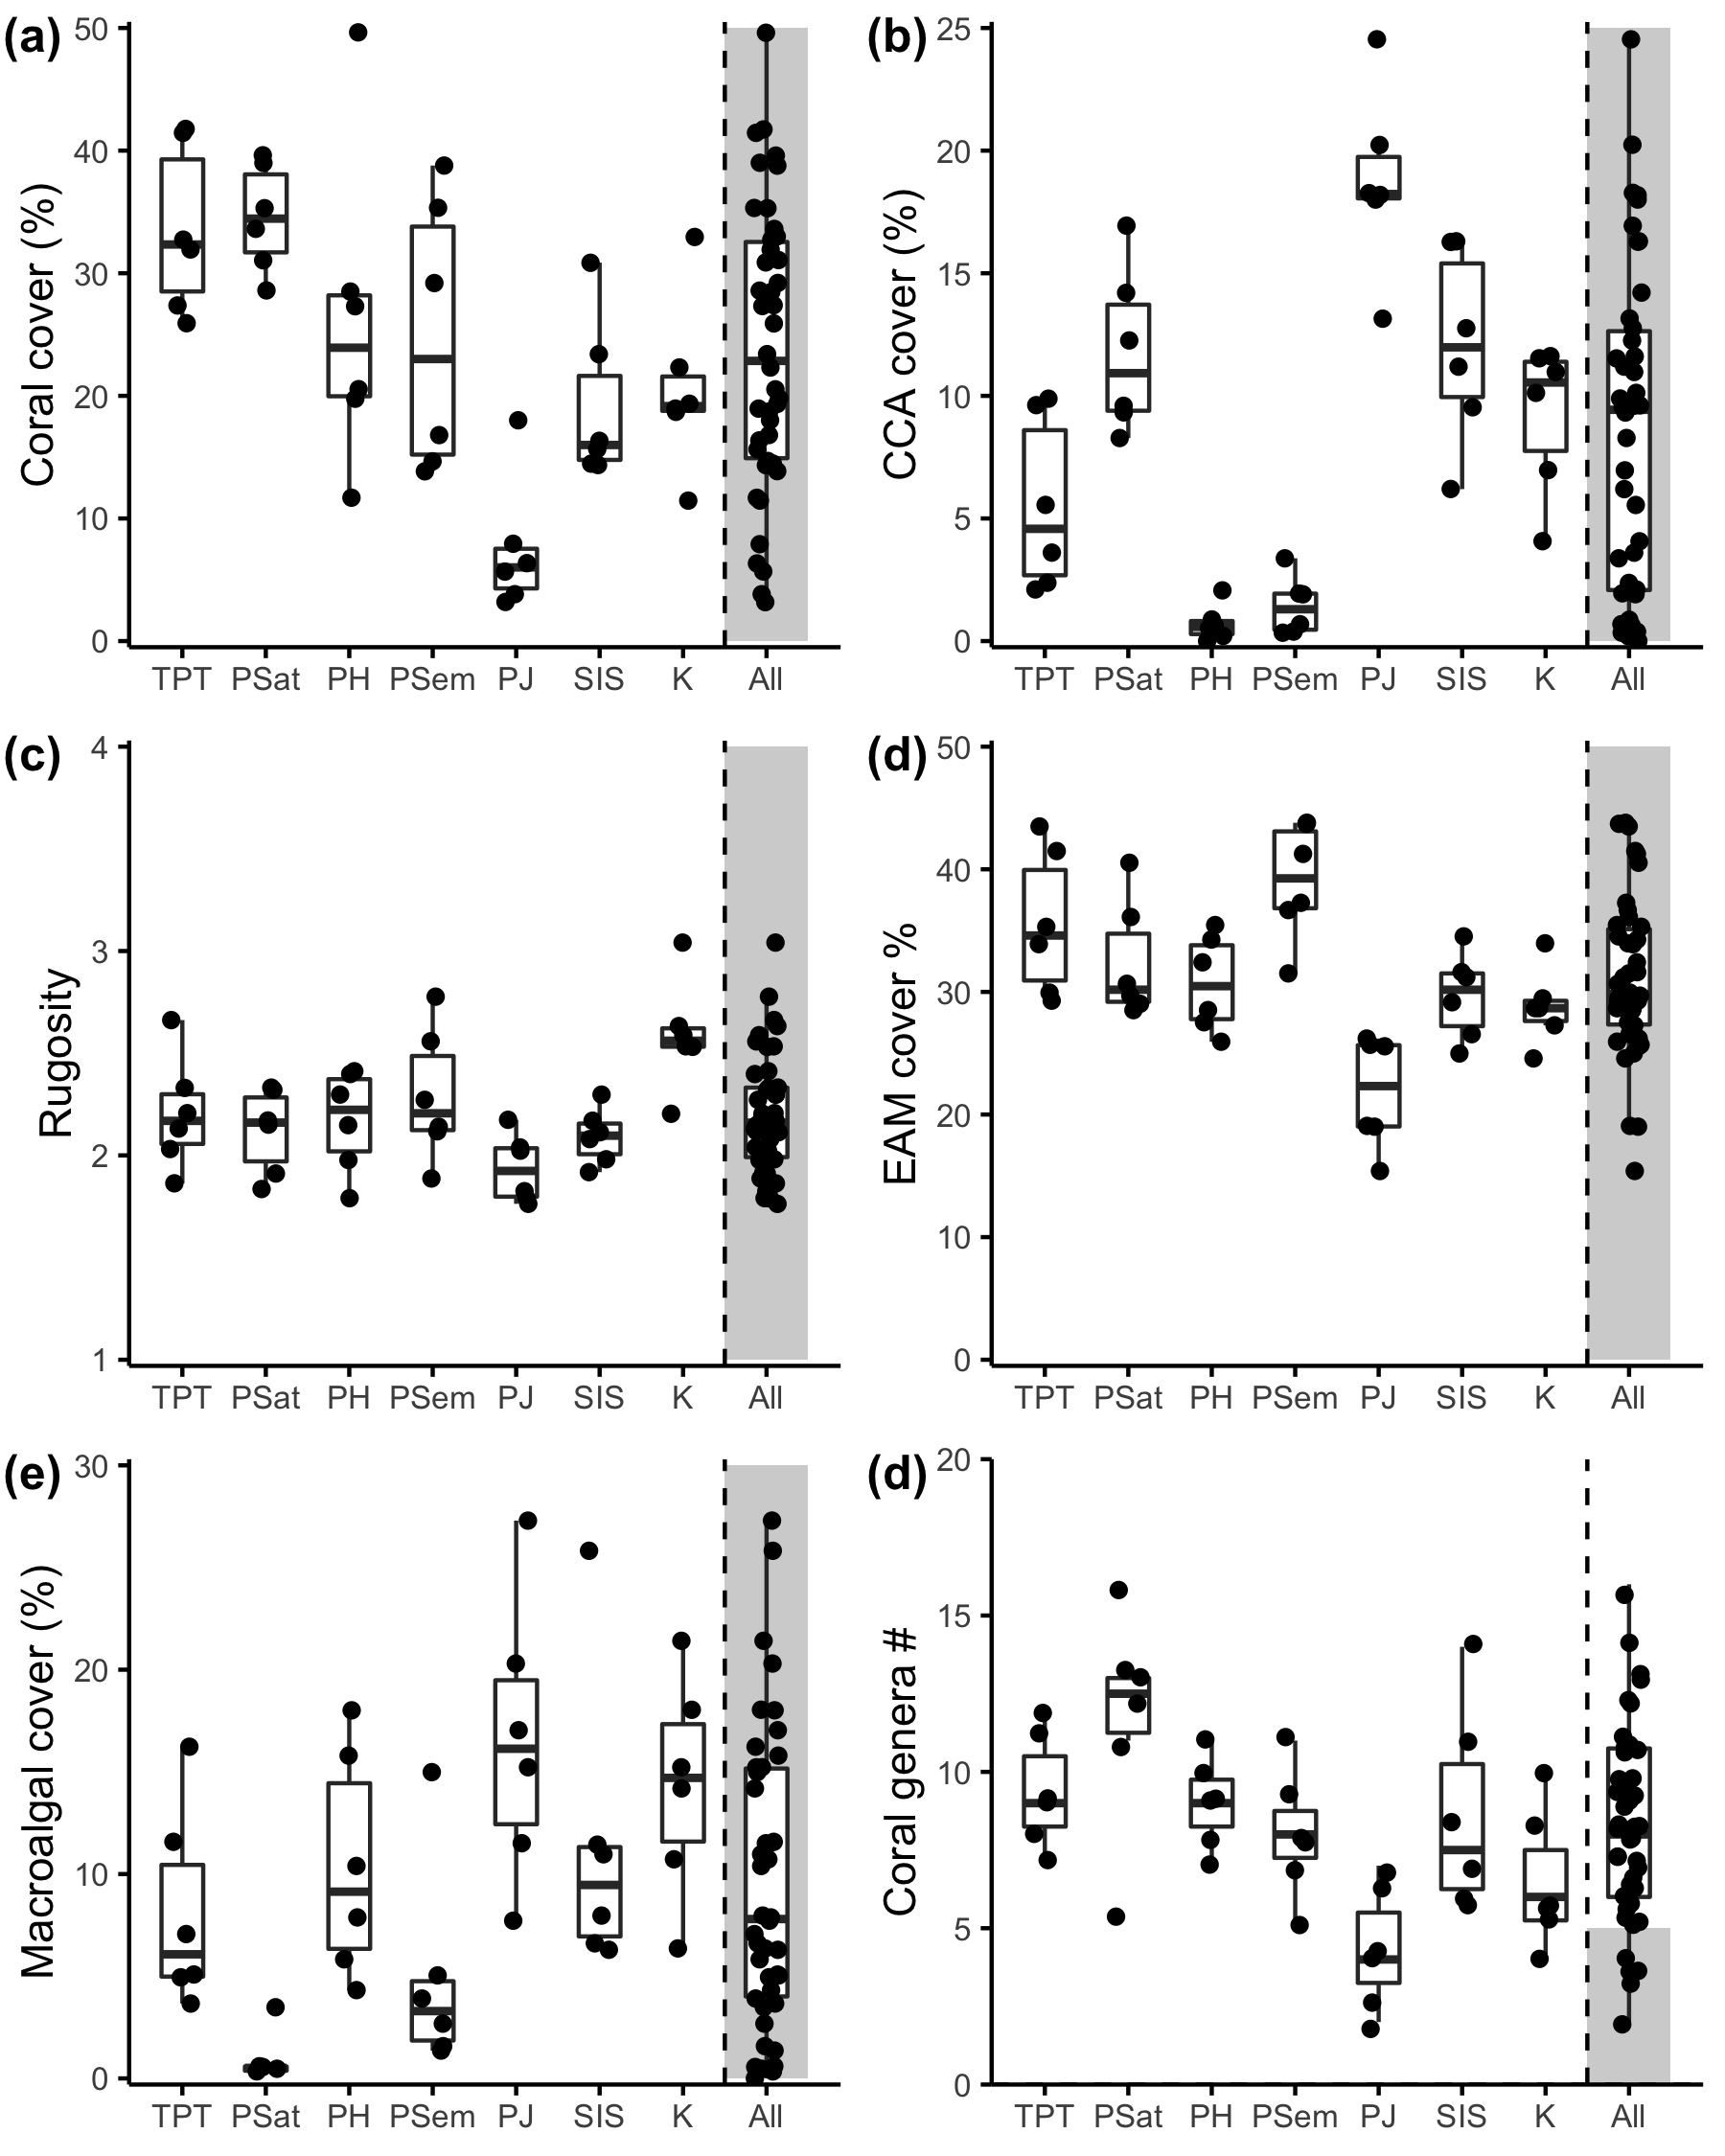 (a)
Coral cover (%)
50
40
30
20
10
0
TPT PSat PH PSem PJ SIS K All
(b)
CCA cover (%)
25
20
15
10
5
0
TPT PSat PH PSem PJ SIS K All
(c)
Rugosity
4
3
2
1
TPT PSat PH PSem PJ SIS K All
(d)
EAM cover %
50
40
30
20
10
0
TPT PSat PH PSem PJ SIS K All
(e)
Macroalgal cover (%)
30
20
10
0
TPT PSat PH PSem PJ SIS K All
(d)
Coral genera #
20
15
10
5
0
TPT PSat PH PSem PJ SIS K All